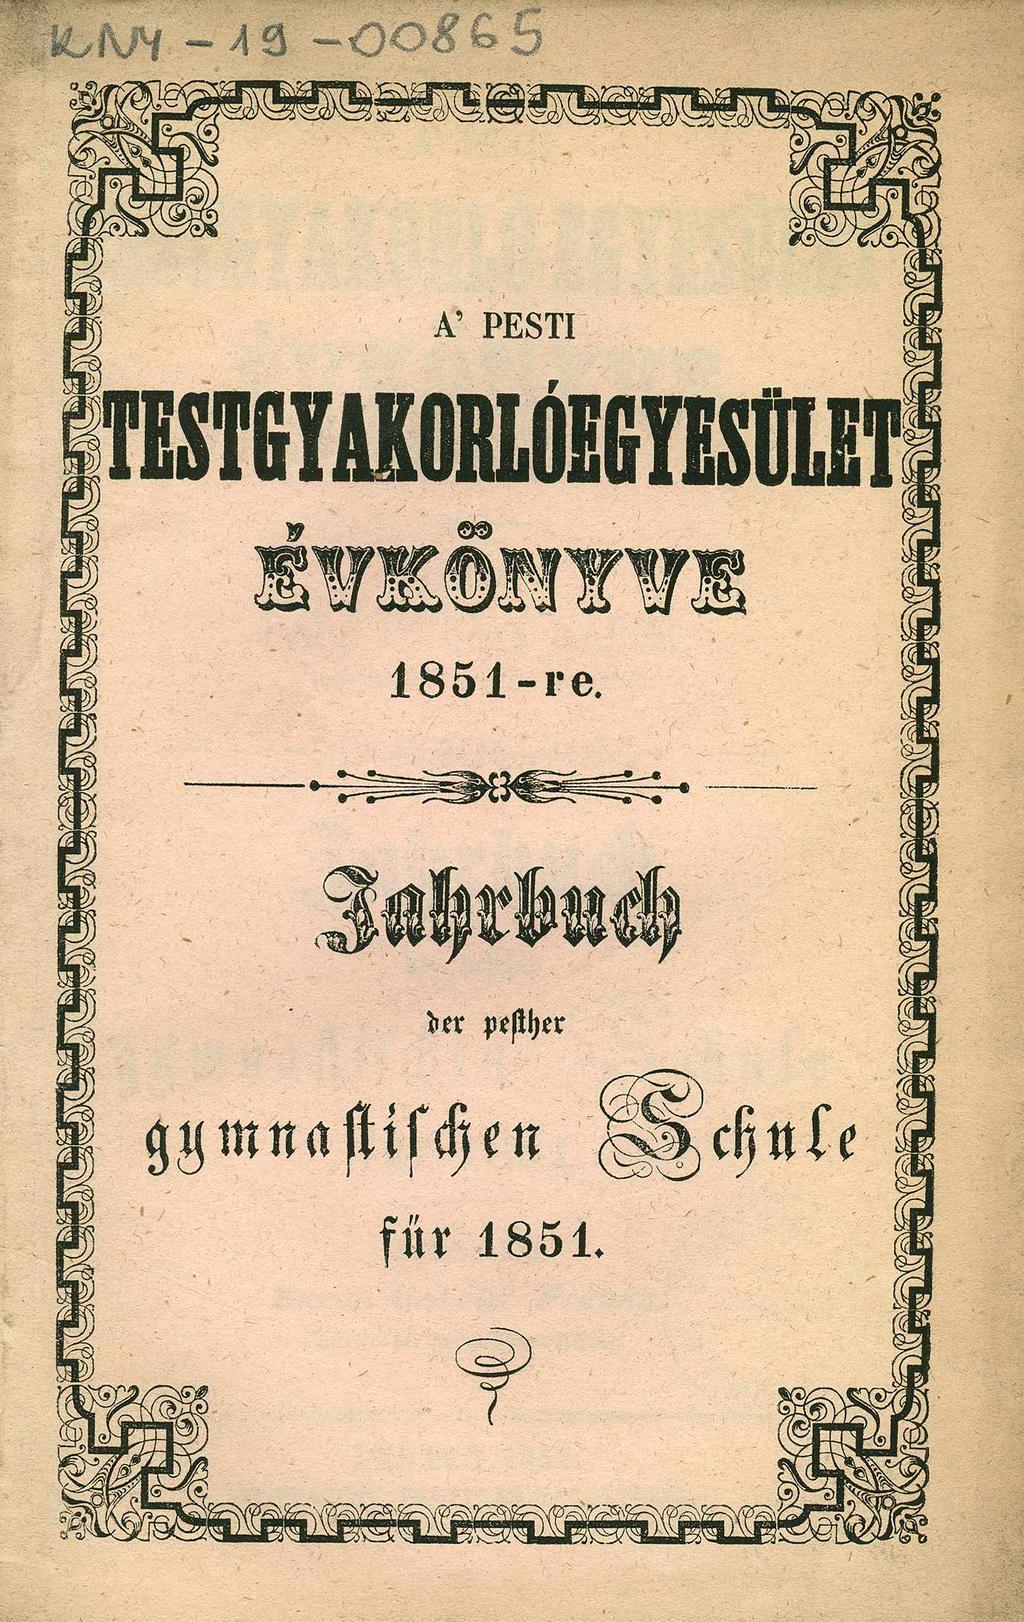 KNY - 19 - 00865
A' PESTI
TESTGYAKORLÓEGYESÜLET
ÉVKÖNYVE
1851-re.
Jahrbuch
der pesther
gymnastischen Schule
für 1851.